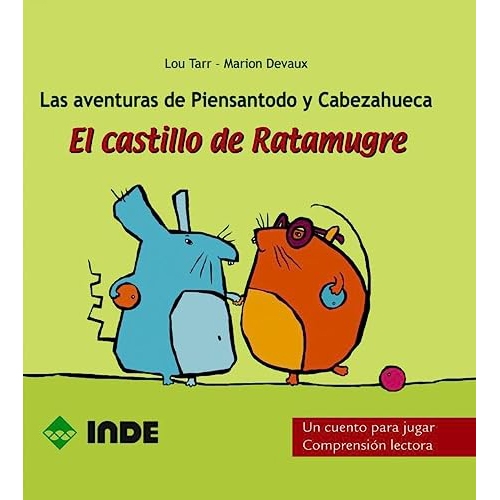 Lou Tarr - Marion Devaux
Las aventuras de Piensantodo y Cabezahueca
El castillo de Ratamugre
INDE
Un cuento para jugar
Comprensión lectora